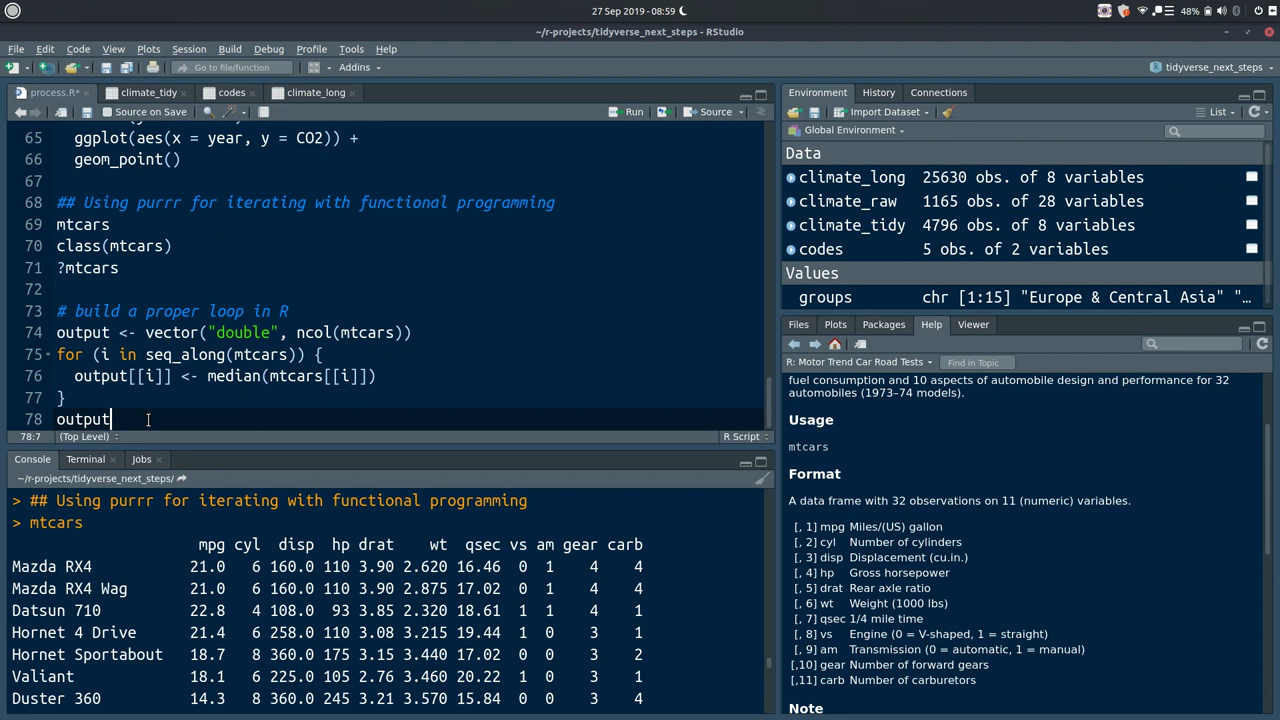 27 Sep 2019 - 08:59
48%
~/r-projects/tidyverse_next_steps - RStudio
File Edit Code View Plots Session Build Debug Profile Tools Help
Go to file/function Addins tidyverse_next_steps
process.R* climate_tidy codes climate_long
Source on Save Run Source
65 ggplot(aes(x = year, y = CO2)) +
66 geom_point()
67
68 ## Using purrr for iterating with functional programming
69 mtcars
70 class(mtcars)
71 ?mtcars
72
73 # build a proper loop in R
74 output <- vector("double", ncol(mtcars))
75 for (i in seq_along(mtcars)) {
76 output[[i]] <- median(mtcars[[i]])
77 }
78 output
78:7 (Top Level) R Script
Console Terminal Jobs
~/r-projects/tidyverse_next_steps/
> ## Using purrr for iterating with functional programming
> mtcars
mpg cyl disp hp drat wt qsec vs am gear carb
Mazda RX4 21.0 6 160.0 110 3.90 2.620 16.46 0 1 4 4
Mazda RX4 Wag 21.0 6 160.0 110 3.90 2.875 17.02 0 1 4 4
Datsun 710 22.8 4 108.0 93 3.85 2.320 18.61 1 1 4 1
Hornet 4 Drive 21.4 6 258.0 110 3.08 3.215 19.44 1 0 3 1
Hornet Sportabout 18.7 8 360.0 175 3.15 3.440 17.02 0 0 3 2
Valiant 18.1 6 225.0 105 2.76 3.460 20.22 1 0 3 1
Duster 360 14.3 8 360.0 245 3.21 3.570 15.84 0 0 3 4
Environment History Connections
Import Dataset List
Global Environment
Data
climate_long 25630 obs. of 8 variables
climate_raw 1165 obs. of 28 variables
climate_tidy 4796 obs. of 8 variables
codes 5 obs. of 2 variables
Values
groups chr [1:15] "Europe & Central Asia" "…
Files Plots Packages Help Viewer
R: Motor Trend Car Road Tests Find in Topic
fuel consumption and 10 aspects of automobile design and performance for 32
automobiles (1973–74 models).
Usage
mtcars
Format
A data frame with 32 observations on 11 (numeric) variables.
[, 1] mpg Miles/(US) gallon
[, 2] cyl Number of cylinders
[, 3] disp Displacement (cu.in.)
[, 4] hp Gross horsepower
[, 5] drat Rear axle ratio
[, 6] wt Weight (1000 lbs)
[, 7] qsec 1/4 mile time
[, 8] vs Engine (0 = V-shaped, 1 = straight)
[, 9] am Transmission (0 = automatic, 1 = manual)
[,10] gear Number of forward gears
[,11] carb Number of carburetors
Note